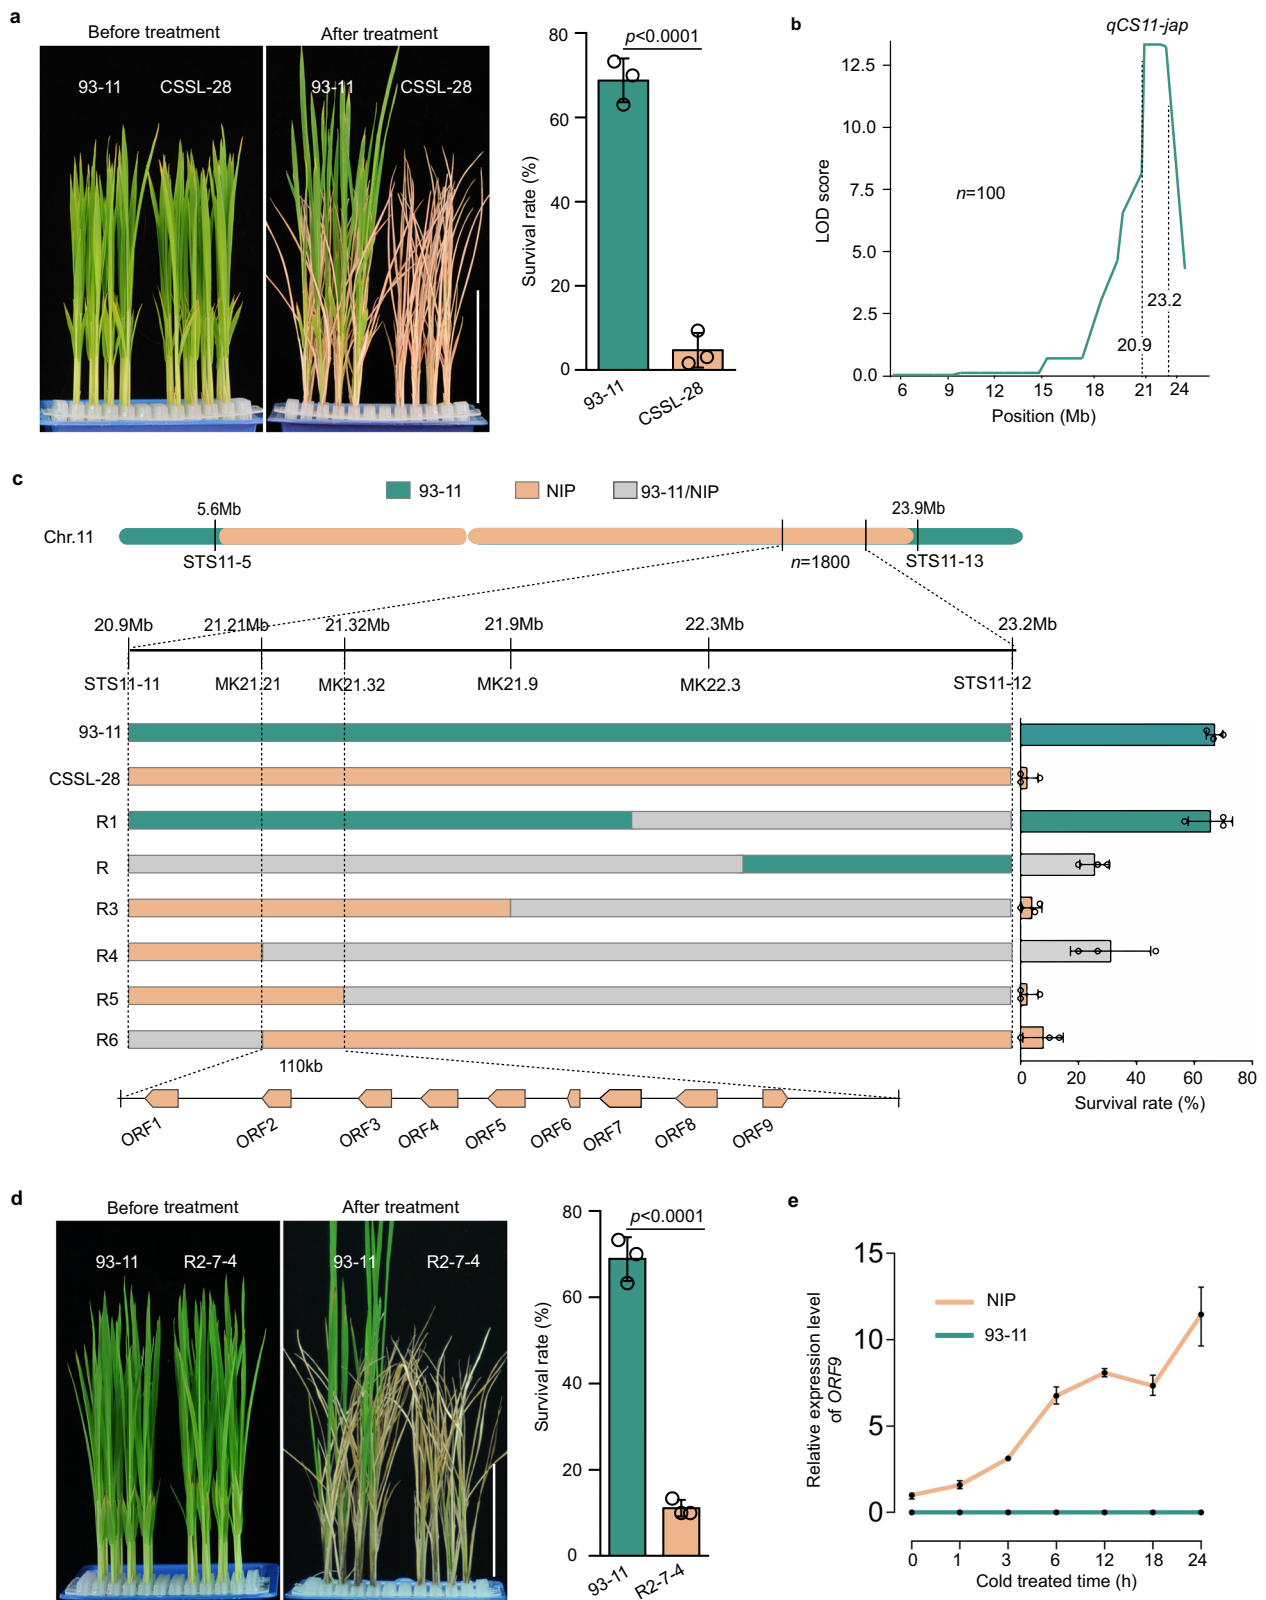 a
Before treatment
After treatment
93-11
CSSL-28
93-11
CSSL-28
Survival rate (%)
80
60
40
20
0
p<0.0001
93-11
CSSL-28
b
qCS11-jap
LOD score
12.5
10.0
7.5
5.0
2.5
0.0
n=100
20.9
23.2
6 9 12 15 18 21 24
Position (Mb)
c
93-11
NIP
93-11/NIP
Chr.11
5.6Mb
23.9Mb
STS11-5
n=1800
STS11-13
20.9Mb 21.21Mb 21.32Mb 21.9Mb 22.3Mb 23.2Mb
STS11-11 MK21.21 MK21.32 MK21.9 MK22.3 STS11-12
93-11
CSSL-28
R1
R
R3
R4
R5
R6
110kb
ORF1 ORF2 ORF3 ORF4 ORF5 ORF6 ORF7 ORF8 ORF9
0 20 40 60 80
Survival rate (%)
d
Before treatment
After treatment
93-11
R2-7-4
93-11
R2-7-4
Survival rate (%)
80
60
40
20
0
p<0.0001
93-11
R2-7-4
e
Relative expression level
of ORF9
15
10
5
0
NIP
93-11
0 1 3 6 12 18 24
Cold treated time (h)